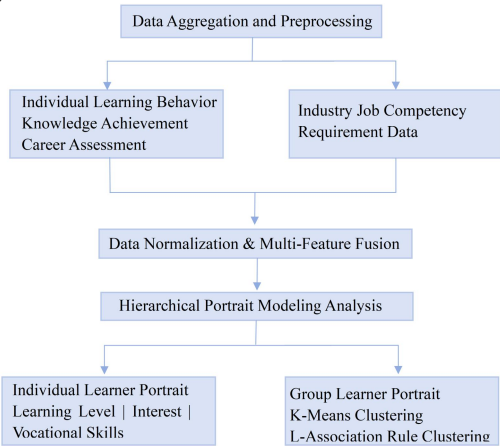 Data Aggregation and Preprocessing
Individual Learning Behavior
Knowledge Achievement
Career Assessment
Industry Job Competency
Requirement Data
Data Normalization & Multi-Feature Fusion
Hierarchical Portrait Modeling Analysis
Individual Learner Portrait
Learning Level | Interest |
Vocational Skills
Group Learner Portrait
K-Means Clustering
L-Association Rule Clustering